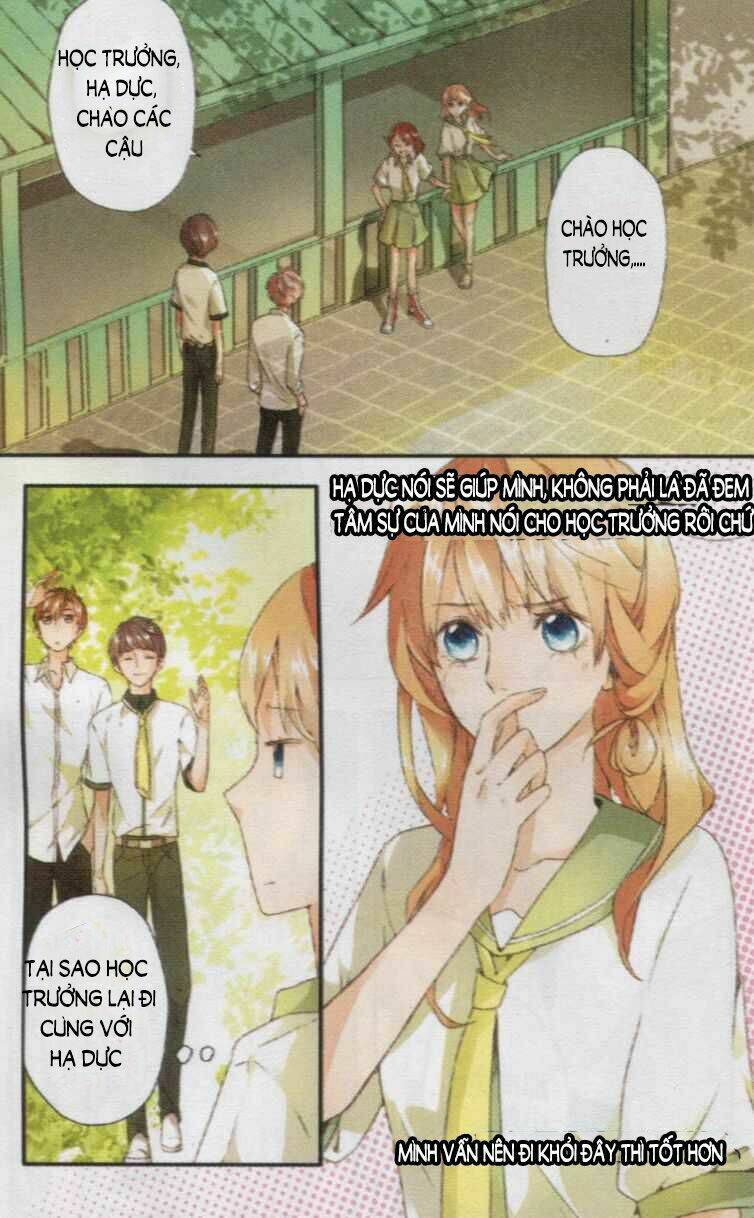 HỌC TRƯỞNG,
HẠ DỰC,
CHÀO CÁC
CẬU
CHÀO HỌC
TRƯỞNG,....
HẠ DỰC NÓI SẼ GIÚP MÌNH, KHÔNG PHẢI LÀ ĐÃ ĐEM
TÂM SỰ CỦA MÌNH NÓI CHO HỌC TRƯỞNG RỒI CHỨ
TẠI SAO HỌC
TRƯỞNG LẠI ĐI
CÙNG VỚI
HẠ DỰC
MÌNH VẪN NÊN ĐI KHỎI ĐÂY THÌ TỐT HƠN